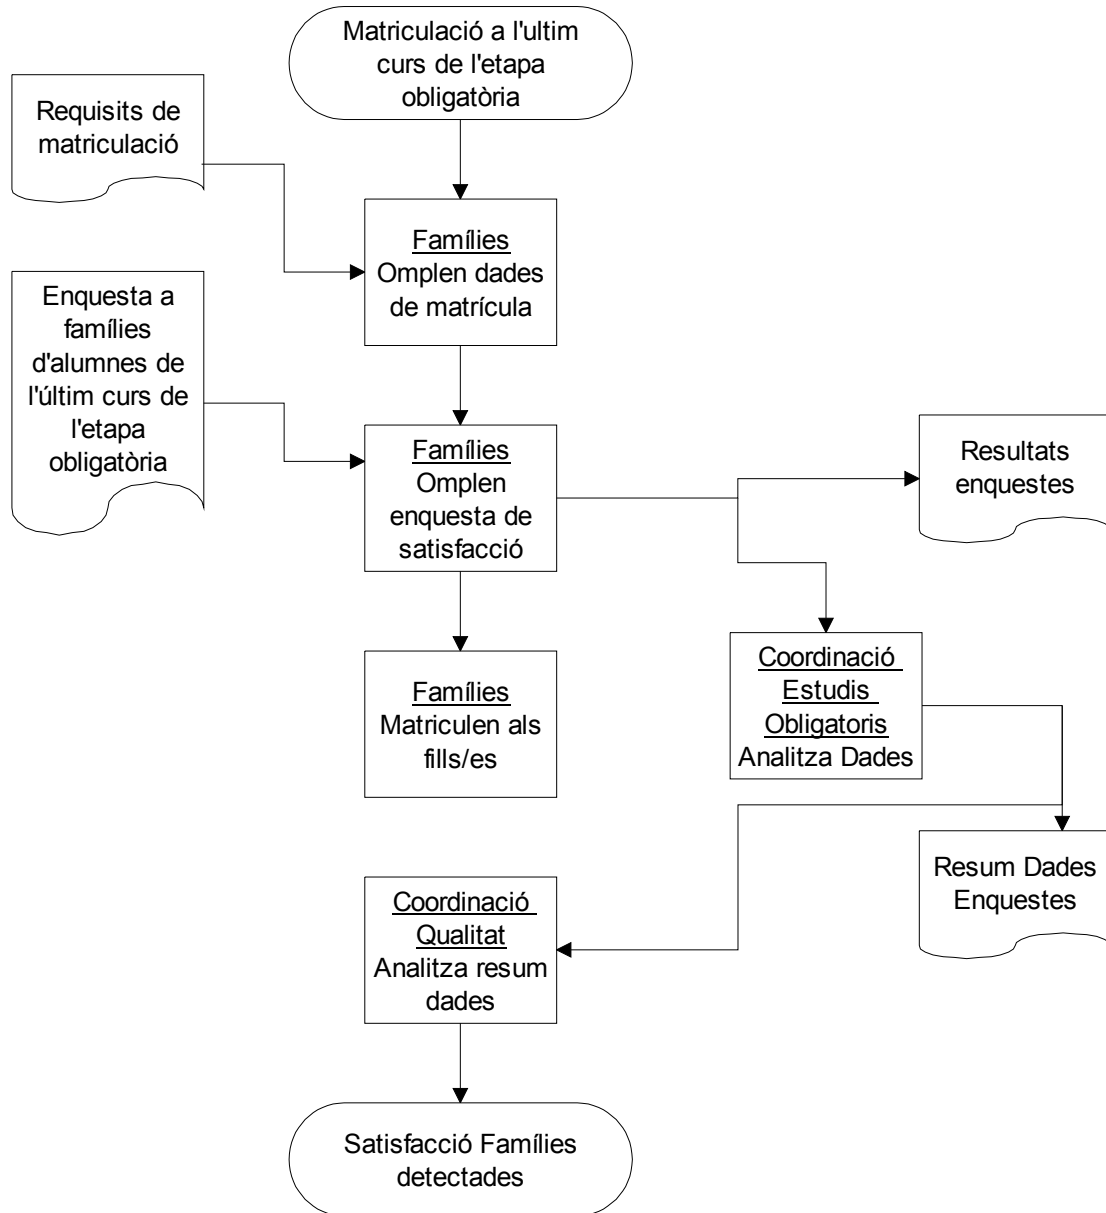 Matriculació a l'ultim
curs de l'etapa
obligatòria
Requisits de
matriculació
Famílies
Omplen dades
de matrícula
Enquesta a
famílies
d'alumnes de
l'últim curs de
l'etapa
obligatòria
Famílies
Omplen
enquesta de
satisfacció
Resultats
enquestes
Famílies
Matriculen als
fills/es
Coordinació
Estudis
Obligatoris
Analitza Dades
Resum Dades
Enquestes
Coordinació
Qualitat
Analitza resum
dades
Satisfacció Famílies
detectades